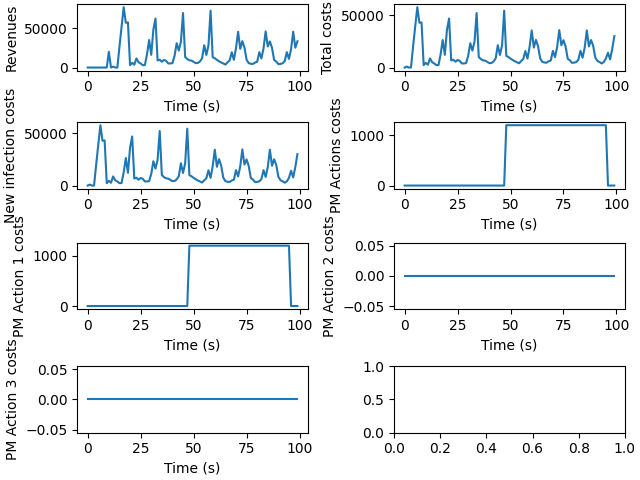 Revenues
50000
0
0 25 50 75 100
Time (s)
Total costs
50000
0
0 25 50 75 100
Time (s)
New infection costs
50000
0
0 25 50 75 100
Time (s)
PM Actions costs
1000
0
0 25 50 75 100
Time (s)
PM Action 1 costs
1000
0
0 25 50 75 100
Time (s)
PM Action 2 costs
0.05
0.00
−0.05
0 25 50 75 100
Time (s)
PM Action 3 costs
0.05
0.00
−0.05
0 25 50 75 100
Time (s)
1.0
0.5
0.0
0.0 0.2 0.4 0.6 0.8 1.0